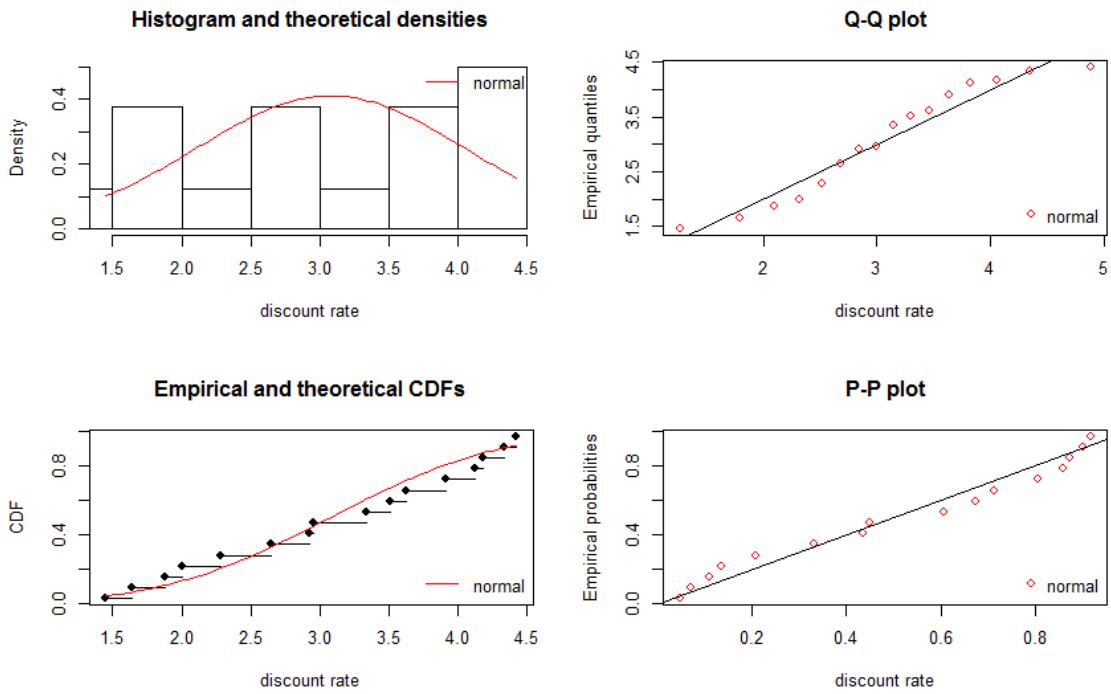 Histogram and theoretical densities
Density
0.0 0.2 0.4
normal
1.5 2.0 2.5 3.0 3.5 4.0 4.5
discount rate
Q-Q plot
Empirical quantiles
1.5 2.5 3.5 4.5
normal
2 3 4 5
discount rate
Empirical and theoretical CDFs
CDF
0.0 0.4 0.8
normal
1.5 2.0 2.5 3.0 3.5 4.0 4.5
discount rate
P-P plot
Empirical probabilities
0.0 0.4 0.8
normal
0.2 0.4 0.6 0.8
discount rate